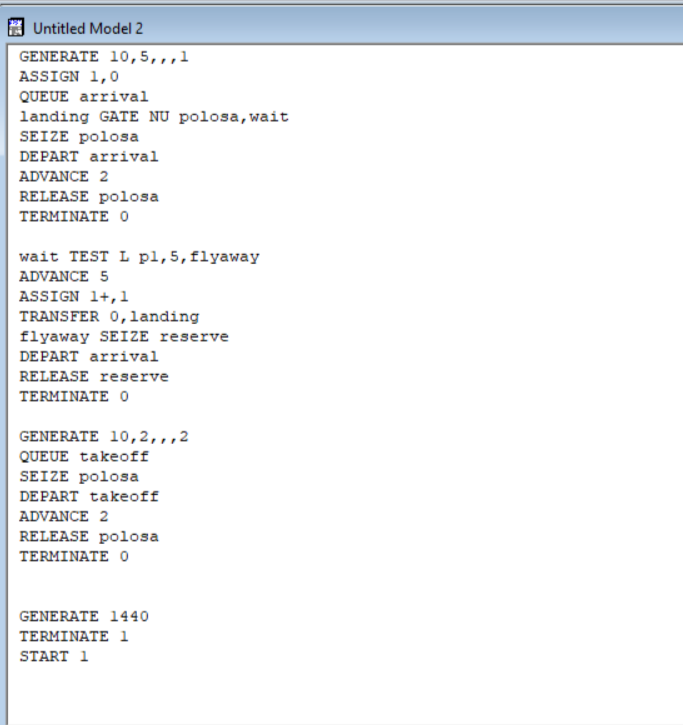 Untitled Model 2
GENERATE 10,5,,,1
ASSIGN 1,0
QUEUE arrival
landing GATE NU polosa,wait
SEIZE polosa
DEPART arrival
ADVANCE 2
RELEASE polosa
TERMINATE 0
wait TEST L p1,5,flyaway
ADVANCE 5
ASSIGN 1+,1
TRANSFER 0,landing
flyaway SEIZE reserve
DEPART arrival
RELEASE reserve
TERMINATE 0
GENERATE 10,2,,,2
QUEUE takeoff
SEIZE polosa
DEPART takeoff
ADVANCE 2
RELEASE polosa
TERMINATE 0
GENERATE 1440
TERMINATE 1
START 1